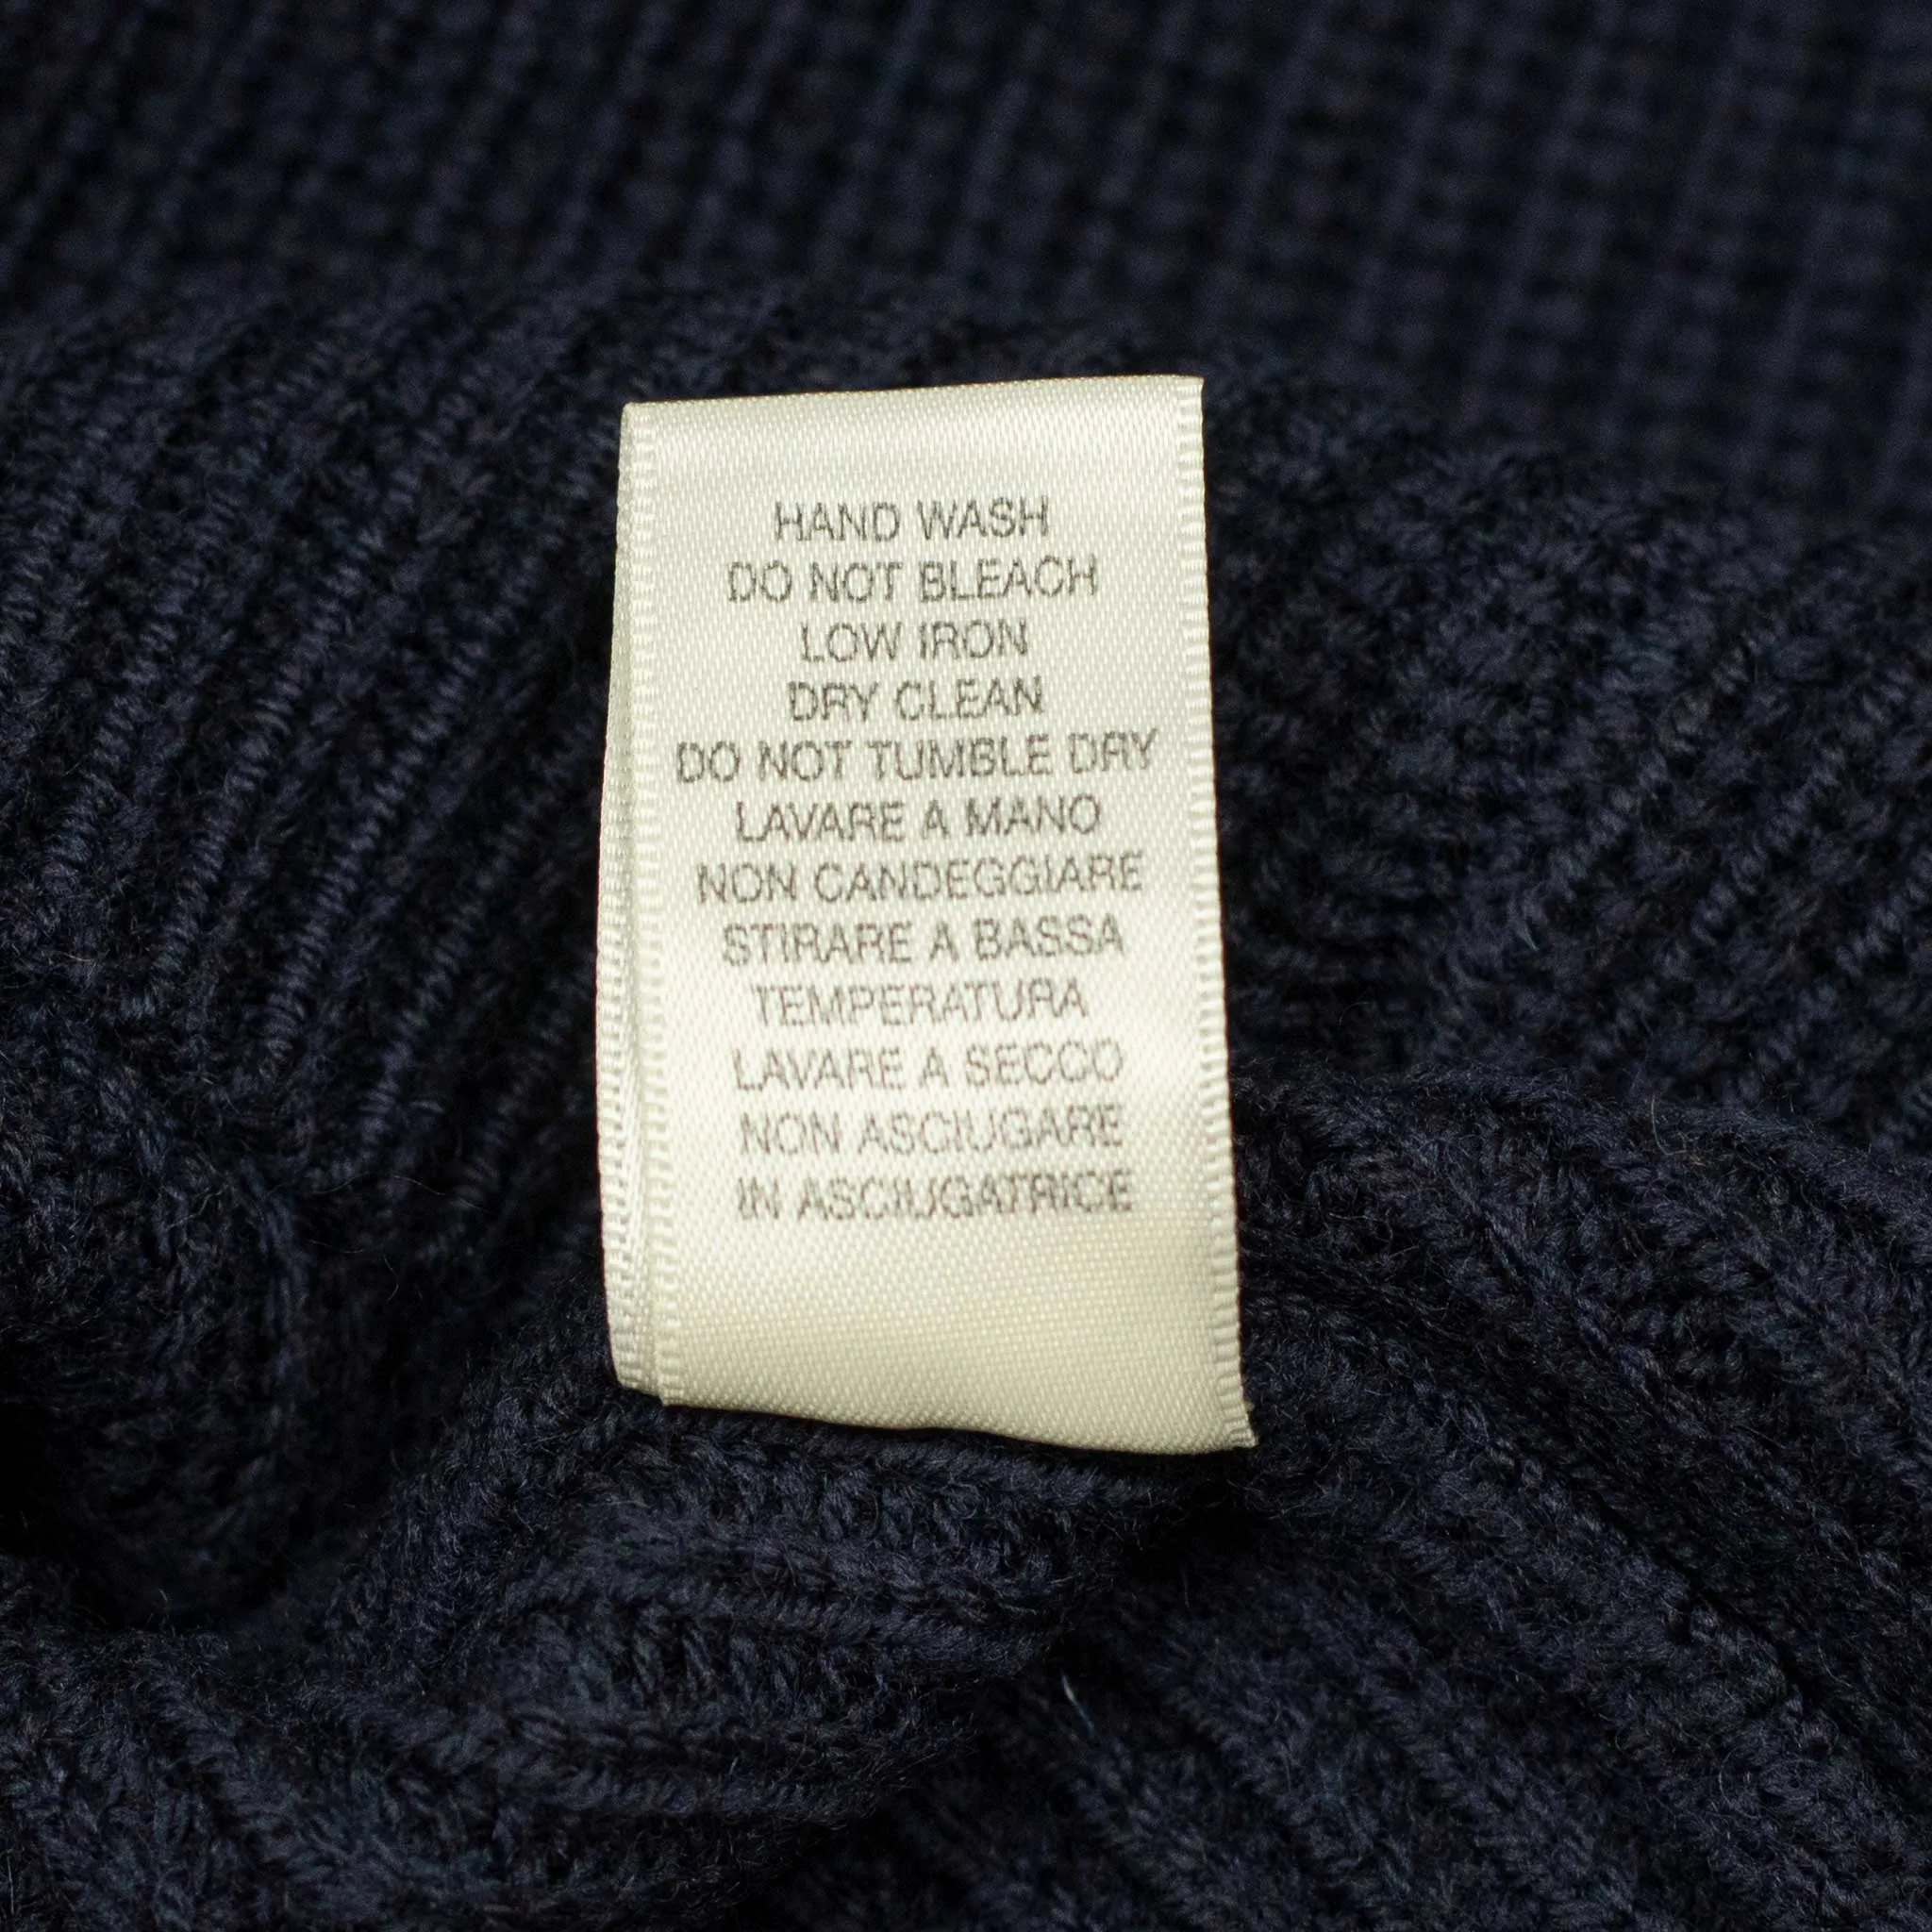 HAND WASH
DO NOT BLEACH
LOW IRON
DRY CLEAN
DO NOT TUMBLE DRY
LAVARE A MANO
NON CANDEGGIARE
STIRARE A BASSA
TEMPERATURA
LAVARE A SECCO
NON ASCIUGARE
IN ASCIUGATRICE